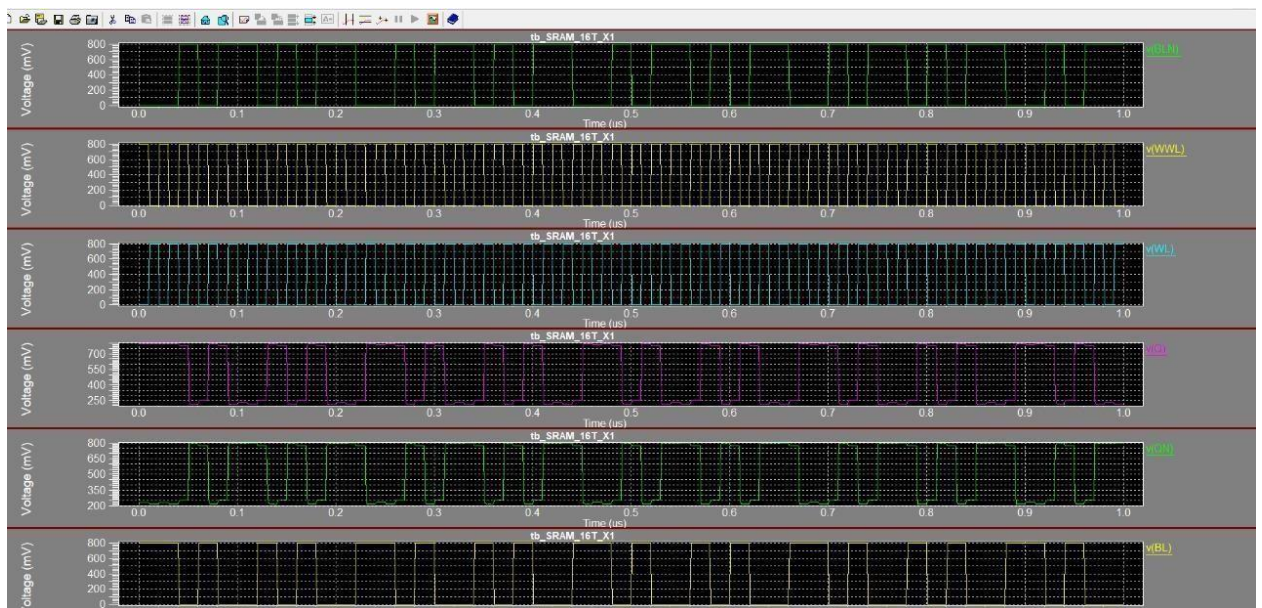 tb_SRAM_16T_X1
Voltage (mV)
800
600
400
200
0
v(BLN)
0.0 0.1 0.2 0.3 0.4 0.5 0.6 0.7 0.8 0.9 1.0
Time (us)
tb_SRAM_16T_X1
Voltage (mV)
800
600
400
200
0
v(WWL)
0.0 0.1 0.2 0.3 0.4 0.5 0.6 0.7 0.8 0.9 1.0
Time (us)
tb_SRAM_16T_X1
Voltage (mV)
800
600
400
200
0
v(WL)
0.0 0.1 0.2 0.3 0.4 0.5 0.6 0.7 0.8 0.9 1.0
Time (us)
tb_SRAM_16T_X1
Voltage (mV)
700
550
400
250
v(Q)
0.0 0.1 0.2 0.3 0.4 0.5 0.6 0.7 0.8 0.9 1.0
Time (us)
tb_SRAM_16T_X1
Voltage (mV)
800
650
500
350
200
v(QN)
0.0 0.1 0.2 0.3 0.4 0.5 0.6 0.7 0.8 0.9 1.0
Time (us)
tb_SRAM_16T_X1
oltage (mV)
800
600
400
200
0
v(BL)